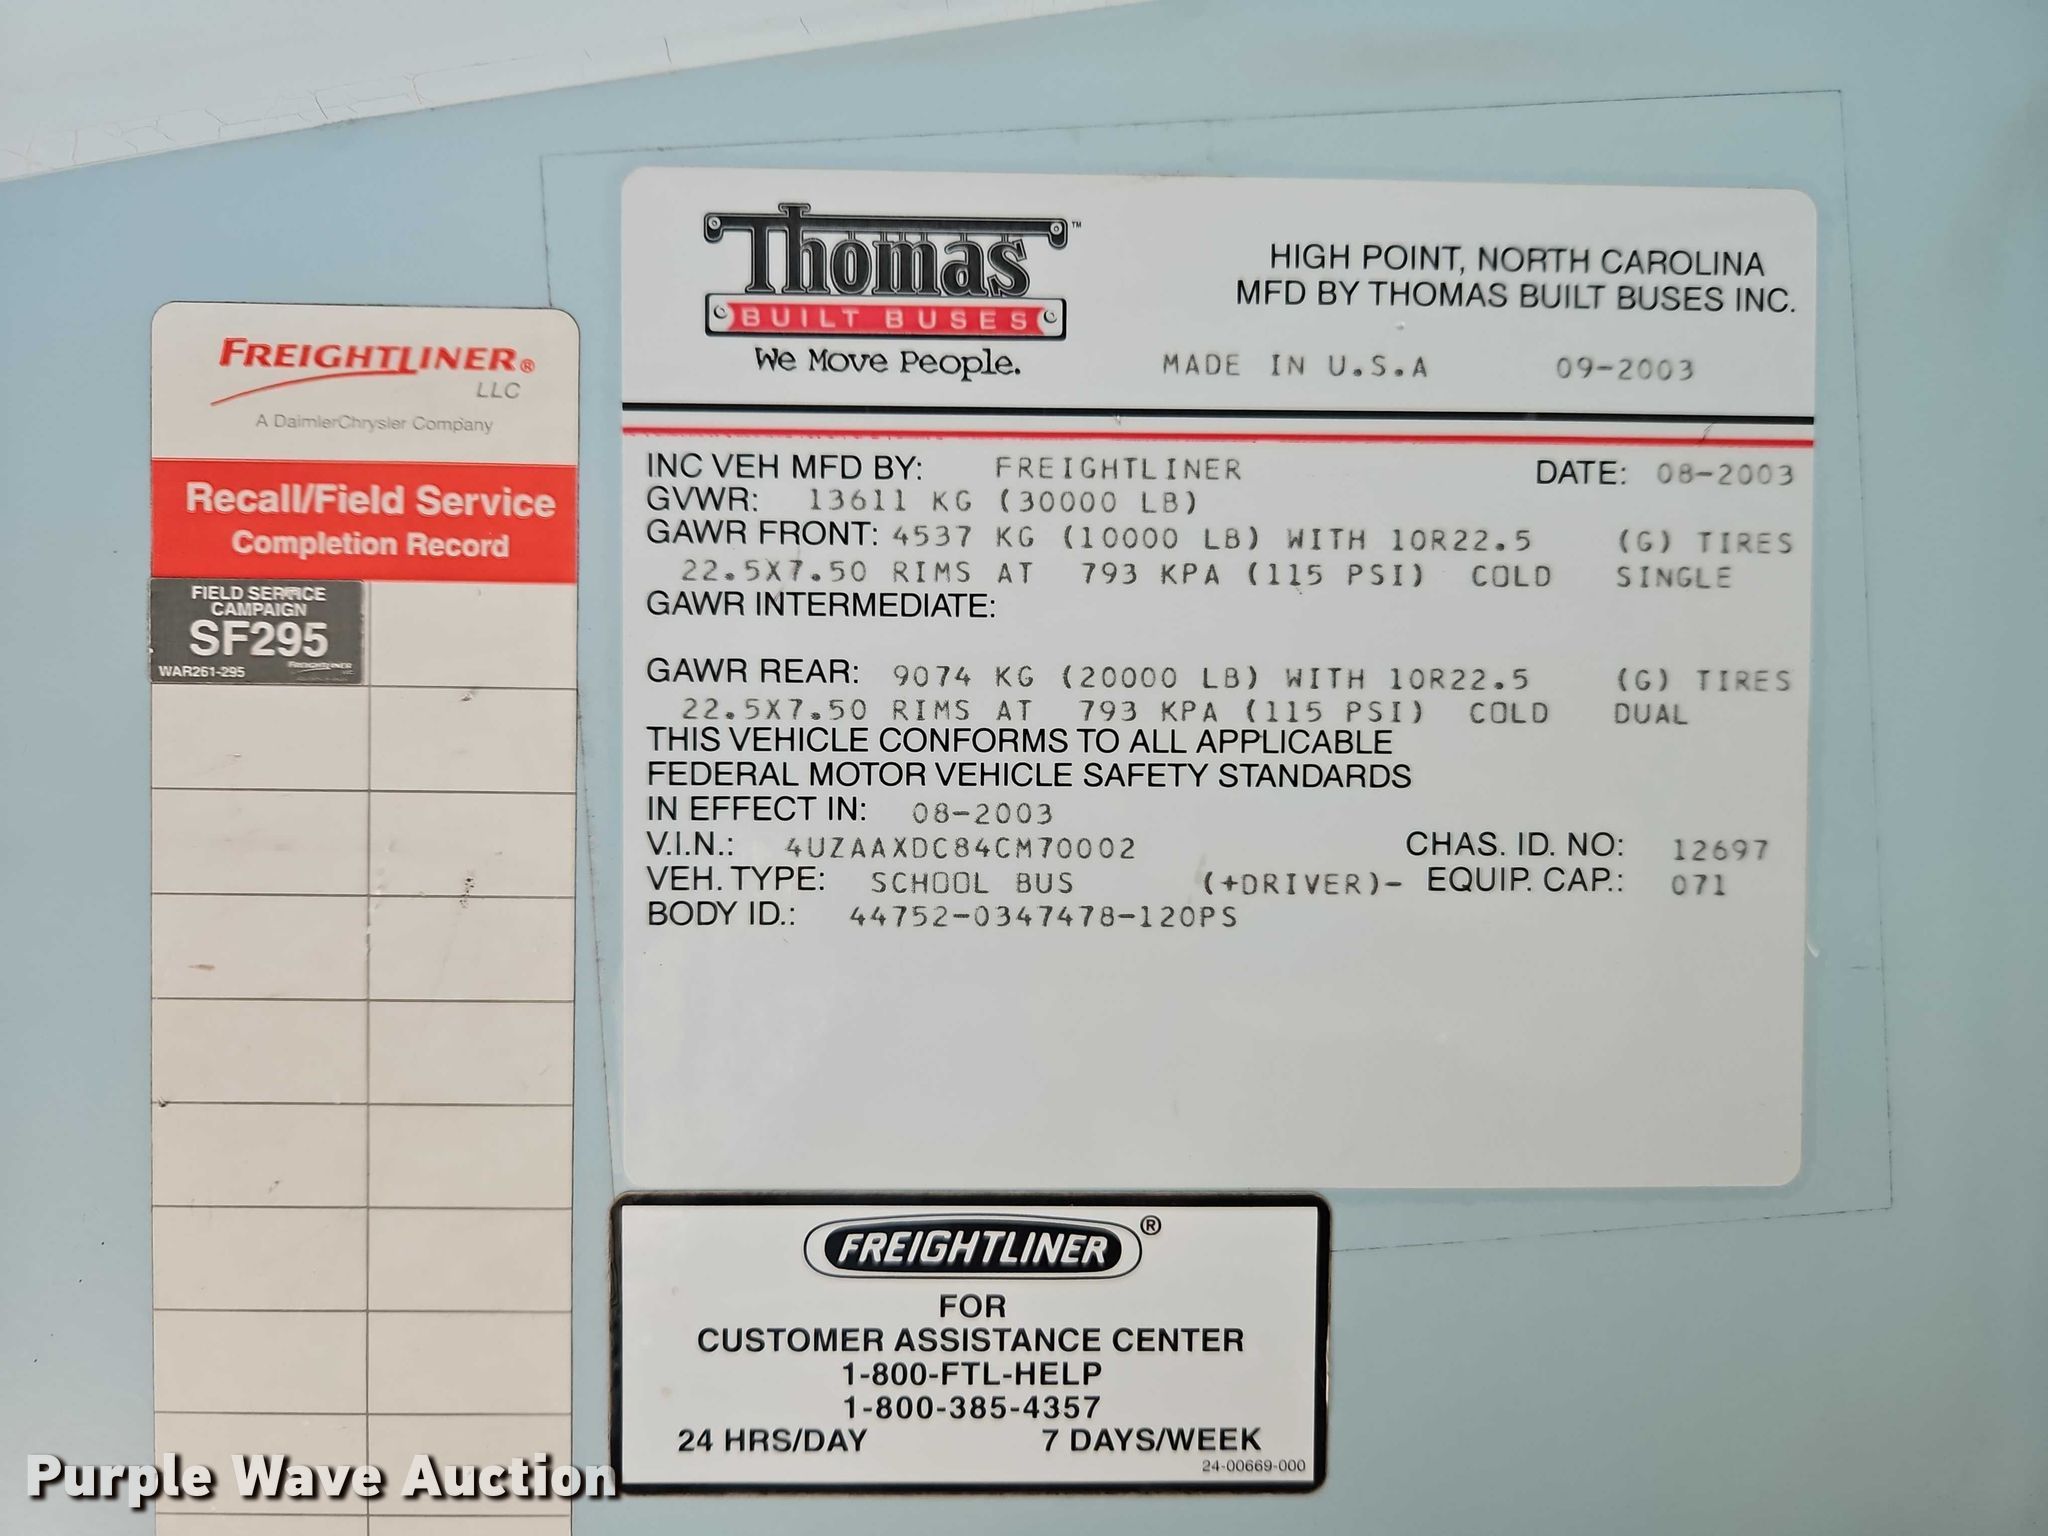 Thomas™
BUILT BUSES
We Move People.
HIGH POINT, NORTH CAROLINA
MFD BY THOMAS BUILT BUSES INC.
MADE IN U.S.A 09-2003
INC VEH MFD BY: FREIGHTLINER DATE: 08-2003
GVWR: 13611 KG (30000 LB)
GAWR FRONT: 4537 KG (10000 LB) WITH 10R22.5 (G) TIRES
22.5X7.50 RIMS AT 793 KPA (115 PSI) COLD SINGLE
GAWR INTERMEDIATE:
GAWR REAR: 9074 KG (20000 LB) WITH 10R22.5 (G) TIRES
22.5X7.50 RIMS AT 793 KPA (115 PSI) COLD DUAL
THIS VEHICLE CONFORMS TO ALL APPLICABLE
FEDERAL MOTOR VEHICLE SAFETY STANDARDS
IN EFFECT IN: 08-2003
V.I.N.: 4UZAAXDC84CM70002 CHAS. ID. NO: 12697
VEH. TYPE: SCHOOL BUS (+DRIVER)- EQUIP. CAP.: 071
BODY ID.: 44752-0347478-120PS
FREIGHTLINER®
LLC
A DaimlerChrysler Company
Recall/Field Service
Completion Record
FIELD SERVICE
CAMPAIGN
SF295
WAR261-295 FREIGHTLINER
FREIGHTLINER®
FOR
CUSTOMER ASSISTANCE CENTER
1-800-FTL-HELP
1-800-385-4357
24 HRS/DAY 7 DAYS/WEEK
24-00669-000
Purple Wave Auction